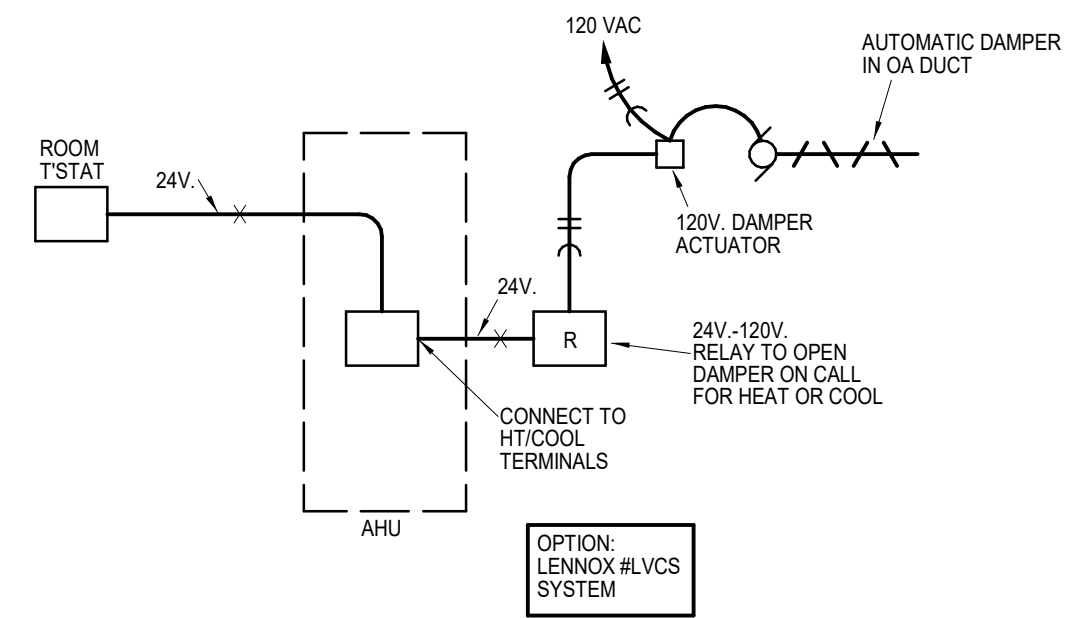 120 VAC
AUTOMATIC DAMPER
IN OA DUCT
ROOM
T'STAT
24V.
120V. DAMPER
ACTUATOR
24V.
R
24V.-120V.
RELAY TO OPEN
DAMPER ON CALL
FOR HEAT OR COOL
CONNECT TO
HT/COOL
TERMINALS
AHU
OPTION:
LENNOX #LVCS
SYSTEM